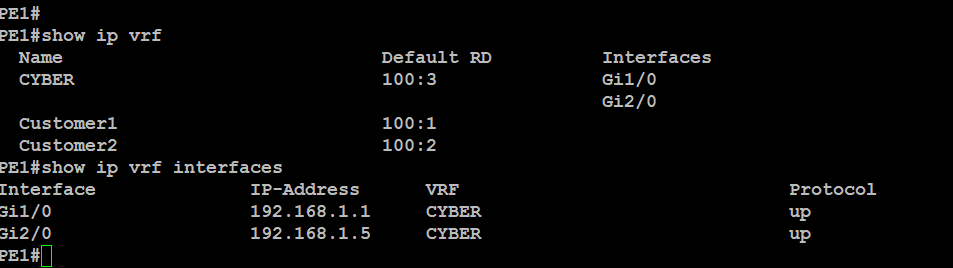 PE1#
PE1#show ip vrf
  Name                             Default RD          Interfaces
  CYBER                            100:3               Gi1/0
                                                       Gi2/0
  Customer1                        100:1
  Customer2                        100:2
PE1#show ip vrf interfaces
Interface              IP-Address      VRF                              Protocol
Gi1/0                  192.168.1.1     CYBER                            up
Gi2/0                  192.168.1.5     CYBER                            up
PE1#